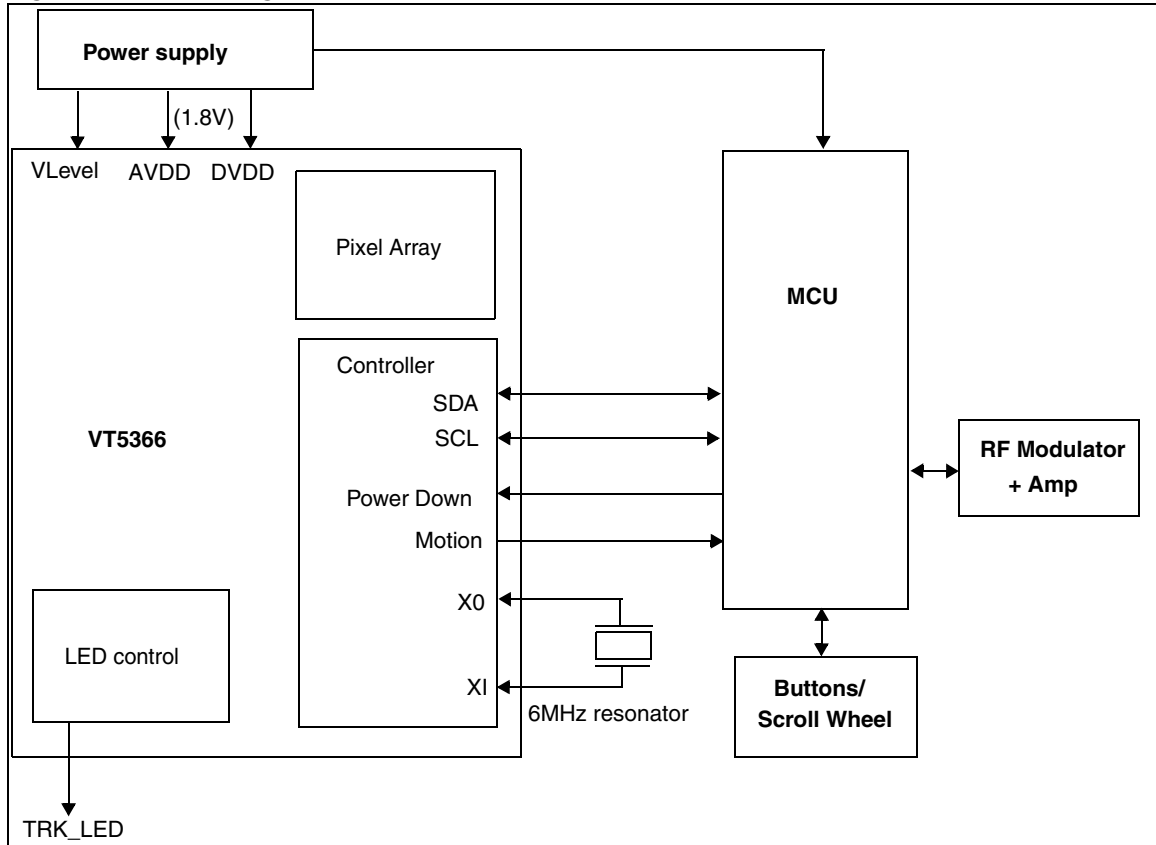 Power supply
(1.8V)
VLevel AVDD DVDD
Pixel Array
MCU
Controller
SDA
SCL
VT5366
Power Down
Motion
RF Modulator
+ Amp
X0
LED control
XI
6MHz resonator
Buttons/
Scroll Wheel
TRK_LED